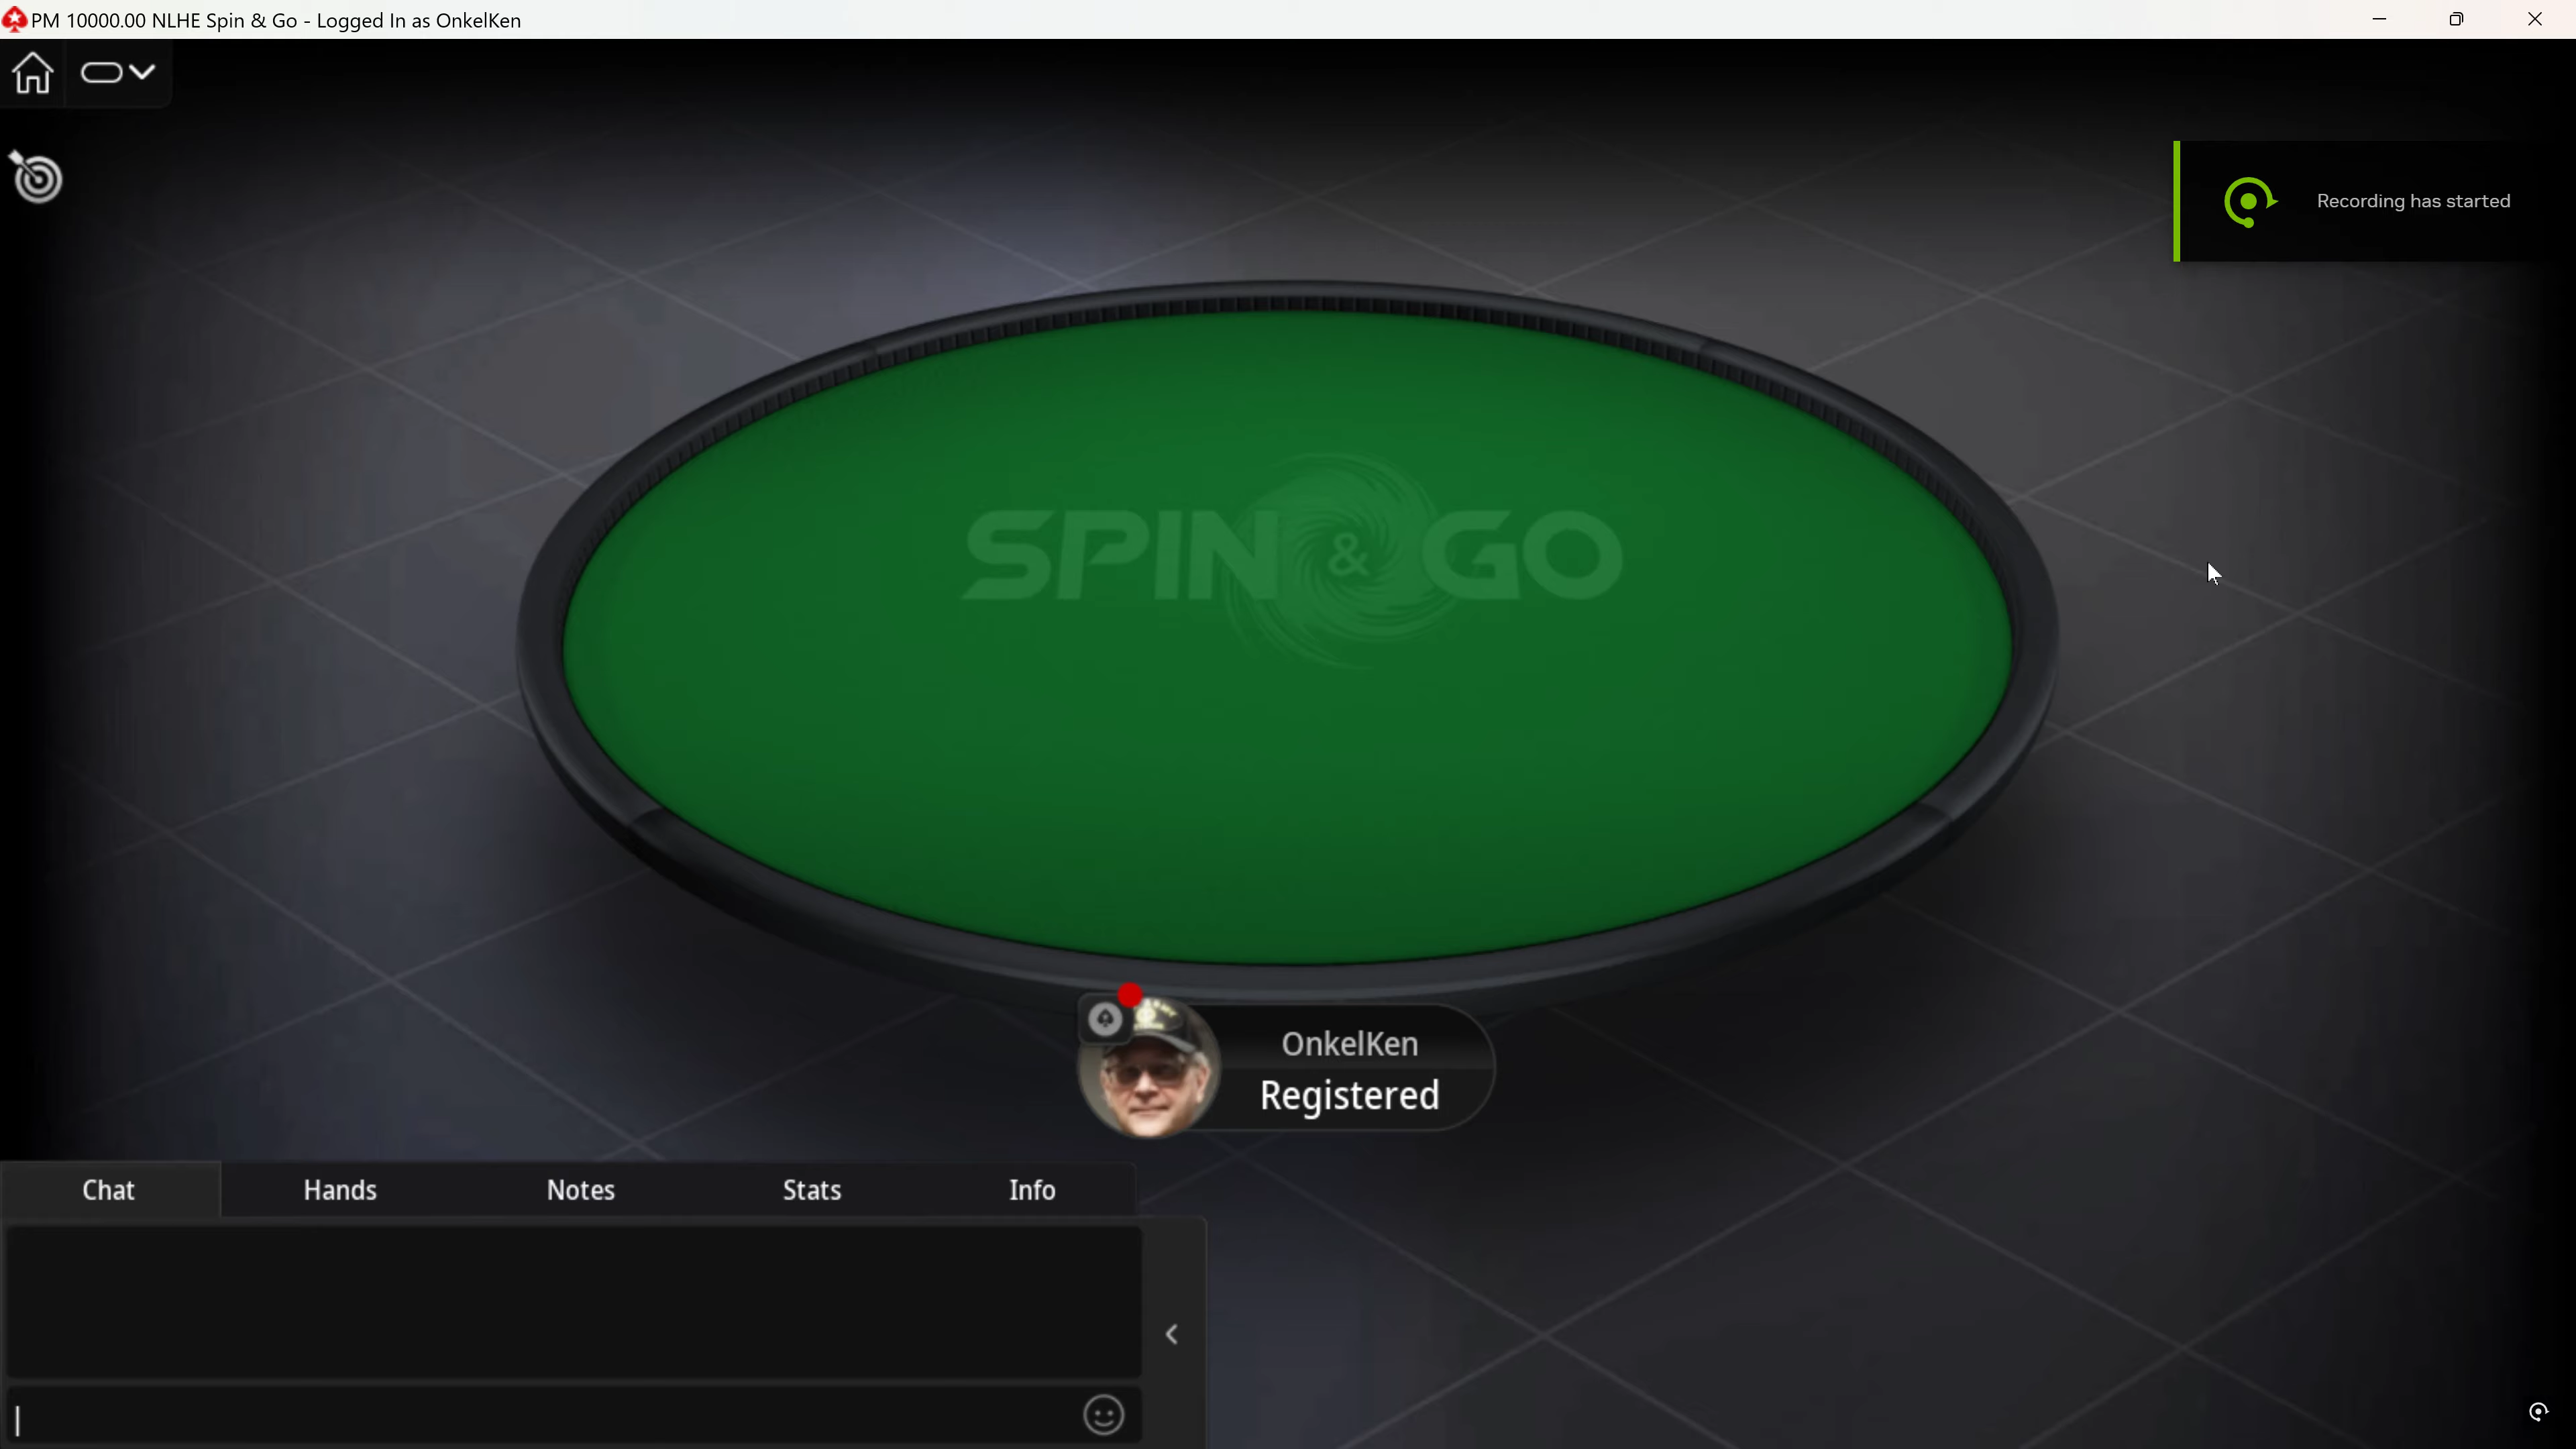 PM 10000.00 NLHE Spin & Go - Logged In as OnkelKen
Recording has started
SPIN & GO
OnkelKen
Registered
Chat Hands Notes Stats Info